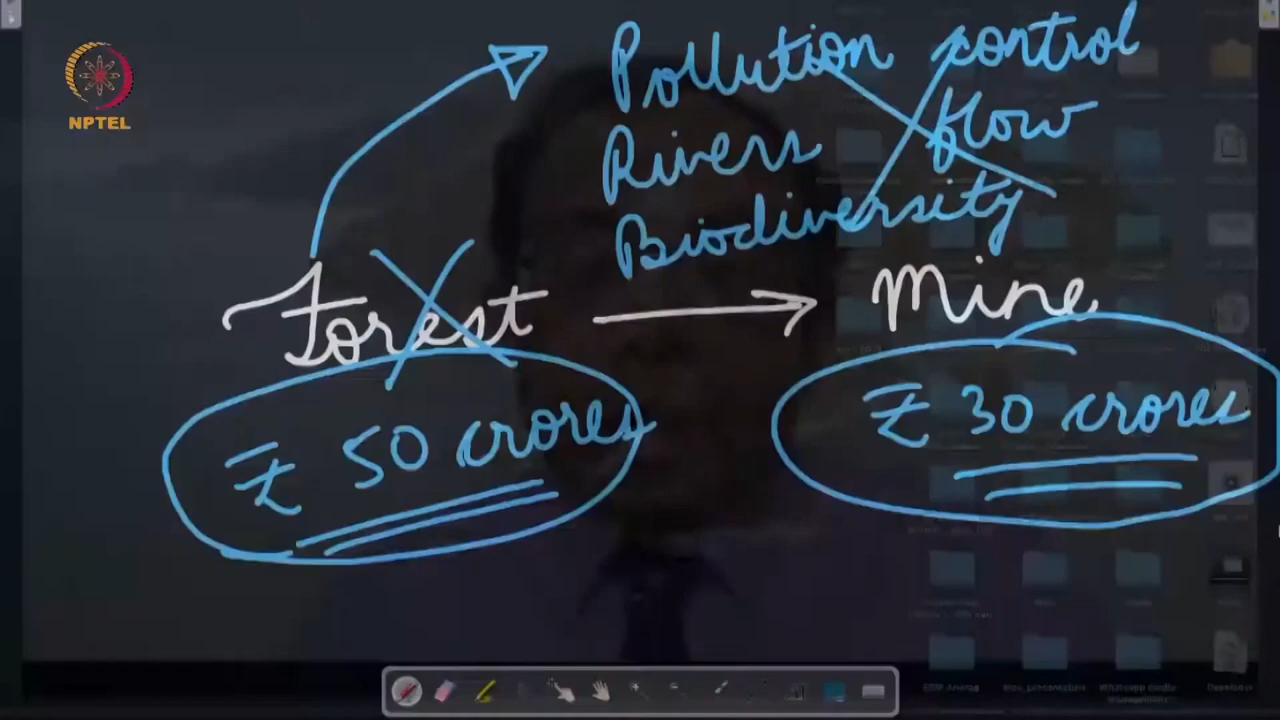 Pollution control
NPTEL
Rivers flow
Biodiversity
Forest → Mine
₹ 50 crores
₹ 30 crores